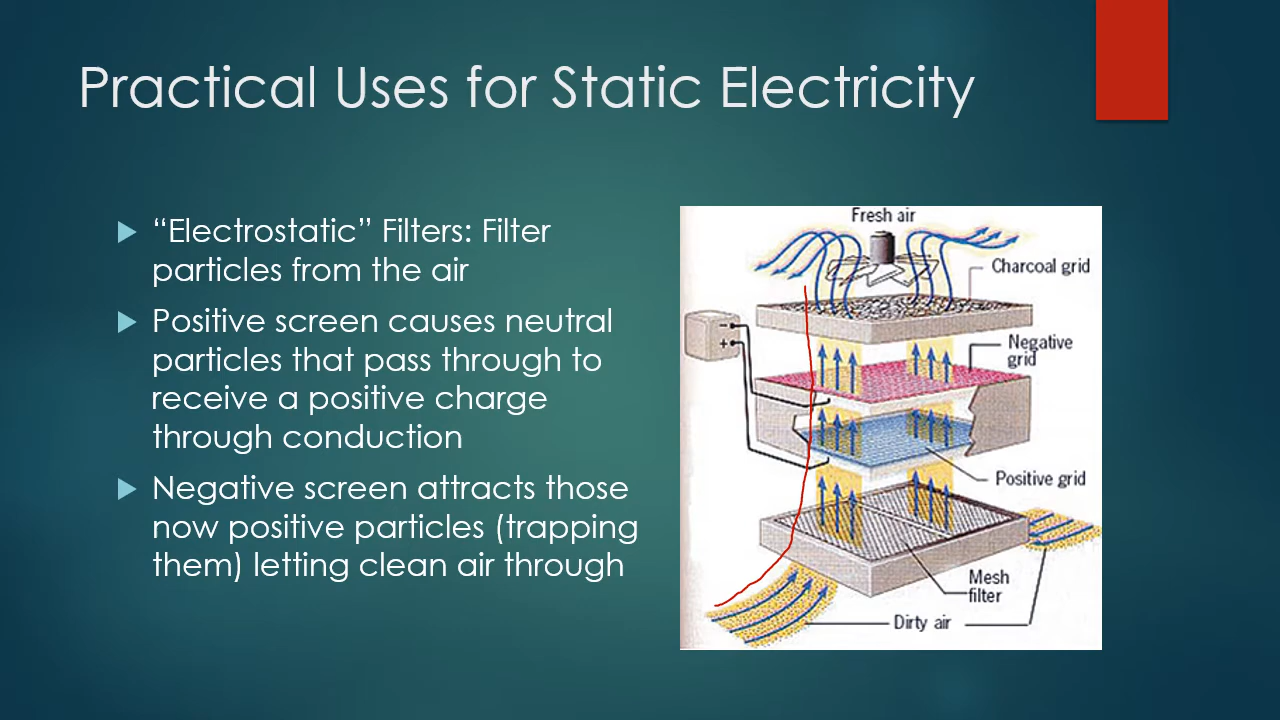 Practical Uses for Static Electricity
“Electrostatic” Filters: Filter
particles from the air
Positive screen causes neutral
particles that pass through to
receive a positive charge
through conduction
Negative screen attracts those
now positive particles (trapping
them) letting clean air through
Fresh air
Charcoal grid
−
+
Negative
grid
Positive grid
Mesh
filter
Dirty air